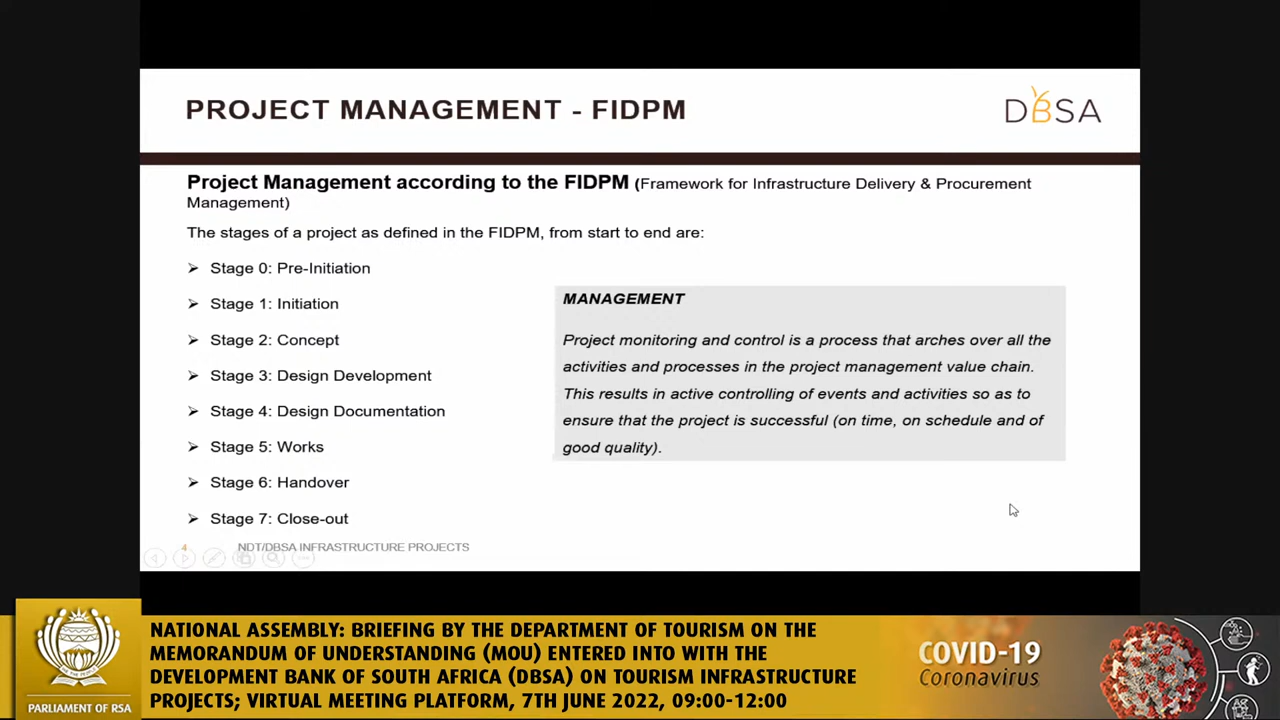 PROJECT MANAGEMENT - FIDPM
DBSA
Project Management according to the FIDPM (Framework for Infrastructure Delivery & Procurement
Management)
The stages of a project as defined in the FIDPM, from start to end are:
➢ Stage 0: Pre-Initiation
➢ Stage 1: Initiation
➢ Stage 2: Concept
➢ Stage 3: Design Development
➢ Stage 4: Design Documentation
➢ Stage 5: Works
➢ Stage 6: Handover
➢ Stage 7: Close-out
MANAGEMENT
Project monitoring and control is a process that arches over all the
activities and processes in the project management value chain.
This results in active controlling of events and activities so as to
ensure that the project is successful (on time, on schedule and of
good quality).
4 NDT/DBSA INFRASTRUCTURE PROJECTS
PARLIAMENT OF RSA
NATIONAL ASSEMBLY: BRIEFING BY THE DEPARTMENT OF TOURISM ON THE
MEMORANDUM OF UNDERSTANDING (MOU) ENTERED INTO WITH THE
DEVELOPMENT BANK OF SOUTH AFRICA (DBSA) ON TOURISM INFRASTRUCTURE
PROJECTS; VIRTUAL MEETING PLATFORM, 7TH JUNE 2022, 09:00-12:00
COVID-19
Coronavirus